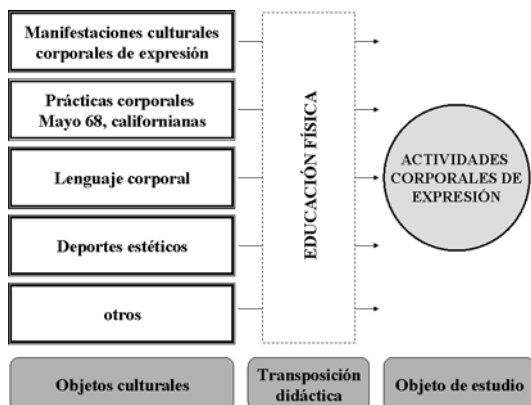 Manifestaciones culturales
corporales de expresión
Prácticas corporales
Mayo 68, californianas
Lenguaje corporal
Deportes estéticos
otros
EDUCACIÓN FÍSICA
ACTIVIDADES
CORPORALES DE
EXPRESIÓN
Objetos culturales
Transposición
didáctica
Objeto de estudio